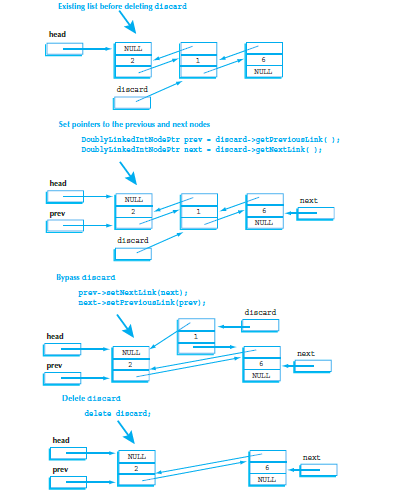 Existing list before deleting discard
head
NULL
2 1 6
NULL
discard
Set pointers to the previous and next nodes
DoublyLinkedIntNodePtr prev = discard->getPreviousLink( );
DoublyLinkedIntNodePtr next = discard->getNextLink( );
head
next
NULL
prev
2 1 6
NULL
discard
Bypass discard
prev->setNextLink(next);
next->setPreviousLink(prev);
discard
head
1
NULL
next
prev
2 6
NULL
Delete discard
delete discard;
head
NULL
next
prev
2 6
NULL